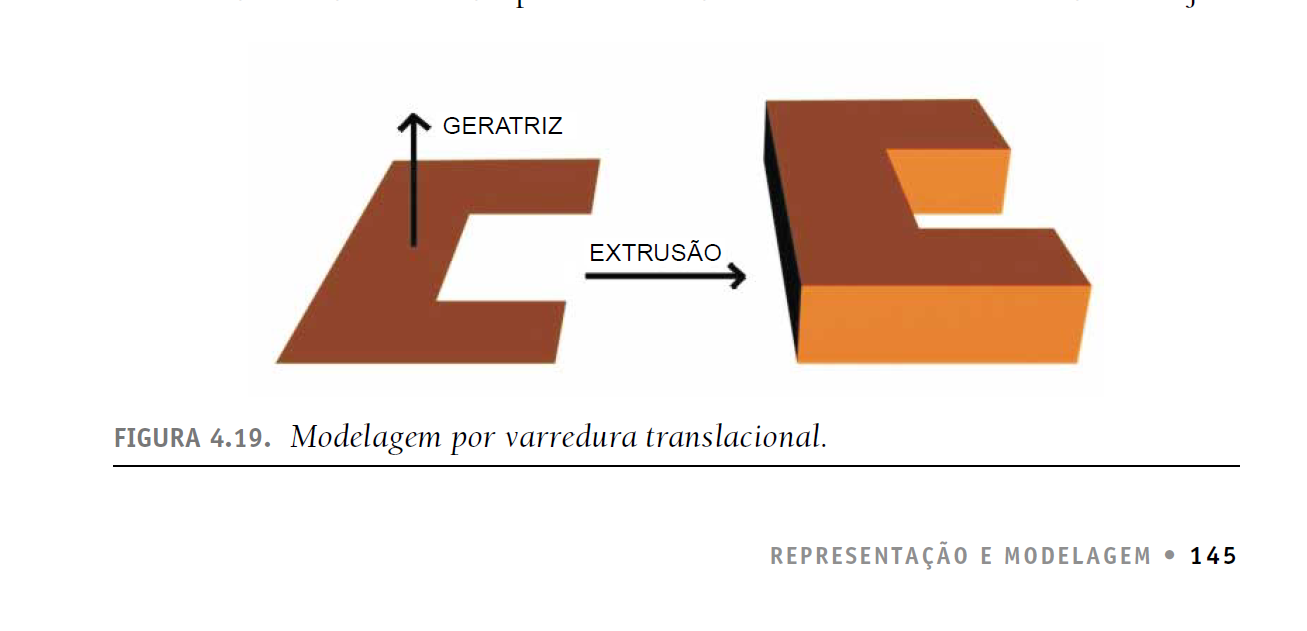 GERATRIZ
EXTRUSÃO
FIGURA 4.19. Modelagem por varredura translacional.
REPRESENTAÇÃO E MODELAGEM • 145